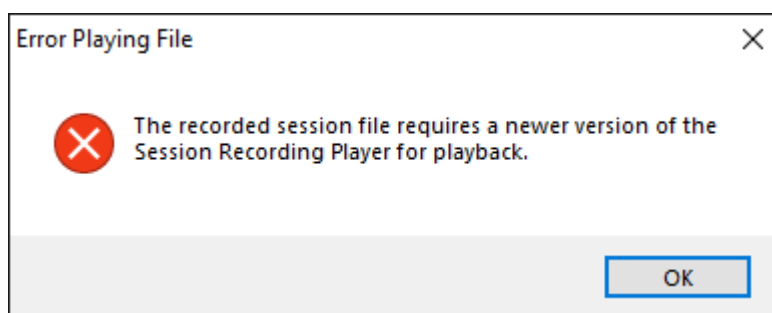 Error Playing File
The recorded session file requires a newer version of the
Session Recording Player for playback.
OK